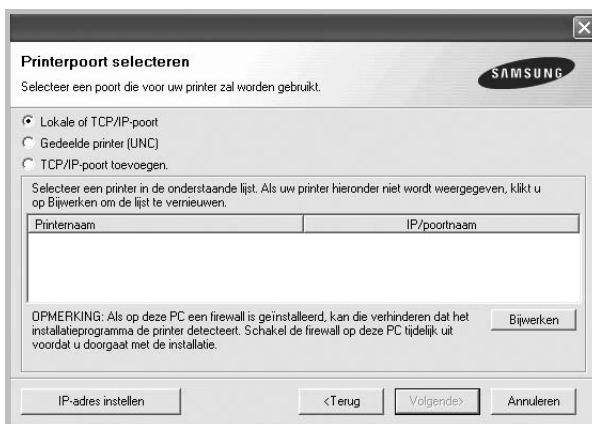 Printerpoort selecteren
SAMSUNG
Selecteer een poort die voor uw printer zal worden gebruikt.
Lokale of TCP/IP-poort
Gedeelde printer (UNC)
TCP/IP-poort toevoegen.
Selecteer een printer in de onderstaande lijst. Als uw printer hieronder niet wordt weergegeven, klikt u
op Bijwerken om de lijst te vernieuwen.
Printernaam IP/poortnaam
OPMERKING: Als op deze PC een firewall is geïnstalleerd, kan die verhinderen dat het
installatieprogramma de printer detecteert. Schakel de firewall op deze PC tijdelijk uit
voordat u doorgaat met de installatie.
Bijwerken
IP-adres instellen <Terug Volgende> Annuleren